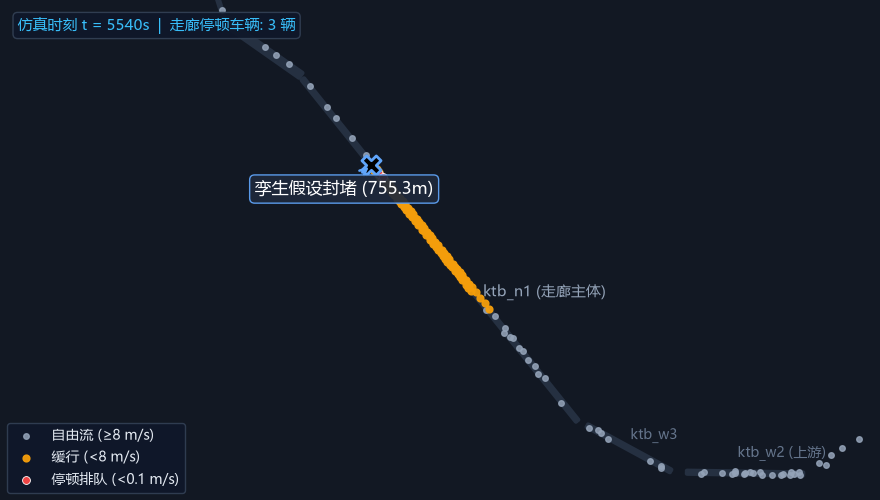 仿真时刻 t = 5540s | 走廊停顿车辆: 3 辆
孪生假设封堵 (755.3m)
ktb_n1 (走廊主体)
ktb_w3
ktb_w2 (上游)
自由流 (≥8 m/s)
缓行 (<8 m/s)
停顿排队 (<0.1 m/s)